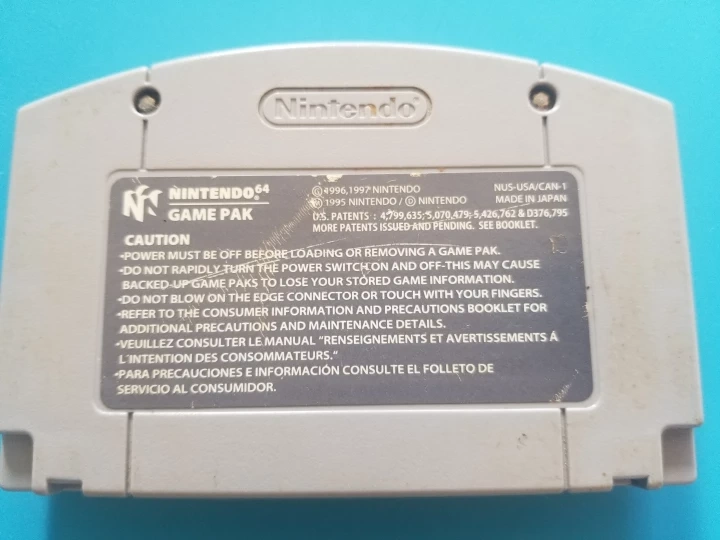 Nintendo®
NINTENDO®64
GAME PAK
©1996,1997 NINTENDO
Ⓜ1995 NINTENDO / Ⓓ NINTENDO
NUS-USA/CAN-1
MADE IN JAPAN
U.S. PATENTS : 4,799,635; 5,070,479; 5,426,762 & D376,795
MORE PATENTS ISSUED AND PENDING. SEE BOOKLET.
CAUTION
•POWER MUST BE OFF BEFORE LOADING OR REMOVING A GAME PAK.
•DO NOT RAPIDLY TURN THE POWER SWITCH ON AND OFF-THIS MAY CAUSE
BACKED-UP GAME PAKS TO LOSE YOUR STORED GAME INFORMATION.
•DO NOT BLOW ON THE EDGE CONNECTOR OR TOUCH WITH YOUR FINGERS.
•REFER TO THE CONSUMER INFORMATION AND PRECAUTIONS BOOKLET FOR
ADDITIONAL PRECAUTIONS AND MAINTENANCE DETAILS.
•VEUILLEZ CONSULTER LE MANUAL "RENSEIGNEMENTS ET AVERTISSEMENTS Á
L'INTENTION DES CONSOMMATEURS."
•PARA PRECAUCIONES E INFORMACIÓN CONSULTE EL FOLLETO DE
SERVICIO AL CONSUMIDOR.